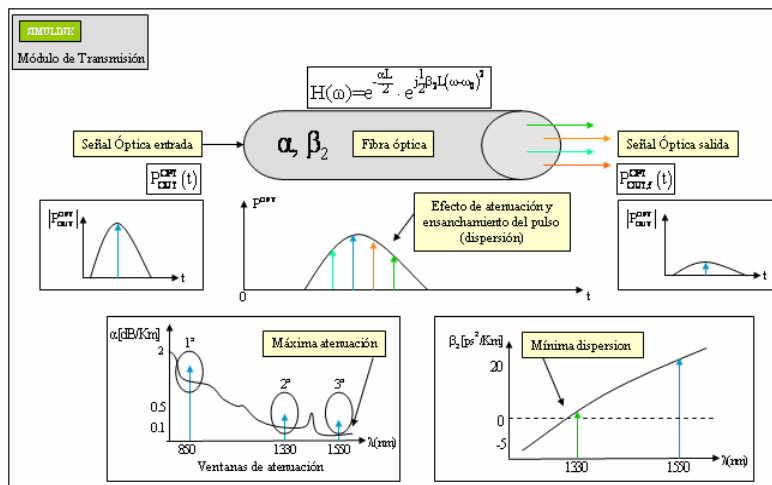 SIMULINK
Módulo de Transmisión
H(ω)=e^{-αL/2} · e^{j½β₂L(ω-ω₀)²}
Señal Óptica entrada
α, β₂
Fibra óptica
Señal Óptica salida
P_OUT^OPT(t)
P_OUT,f^OPT(t)
|P_OUT^OPT|
t
P^OPT
Efecto de atenuación y
ensanchamiento del pulso
(dispersión)
0
t
|P_OUT^OPT|
t
α[dB/Km]
2
0.5
0.1
1ª
2ª
3ª
Máxima atenuación
850
1330
1550
λ(nm)
Ventanas de atenuación
β₂[ps²/Km]
20
0
-5
Mínima dispersion
1330
1550
λ(nm)